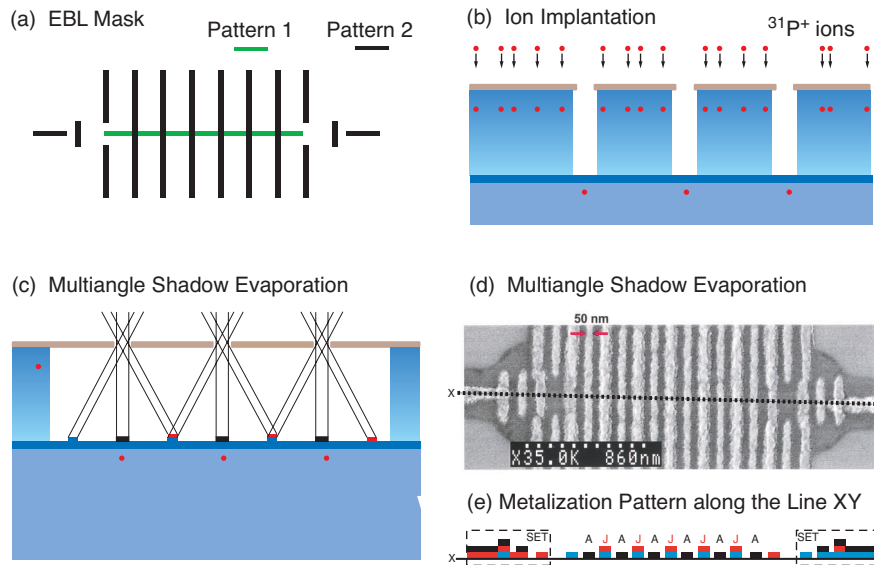 (a) EBL Mask
Pattern 1 Pattern 2
(b) Ion Implantation
31P+ ions
(c) Multiangle Shadow Evaporation
(d) Multiangle Shadow Evaporation
50 nm
X
X35.0K 860nm
(e) Metalization Pattern along the Line XY
SET A J A J A J A J A J A SET
X